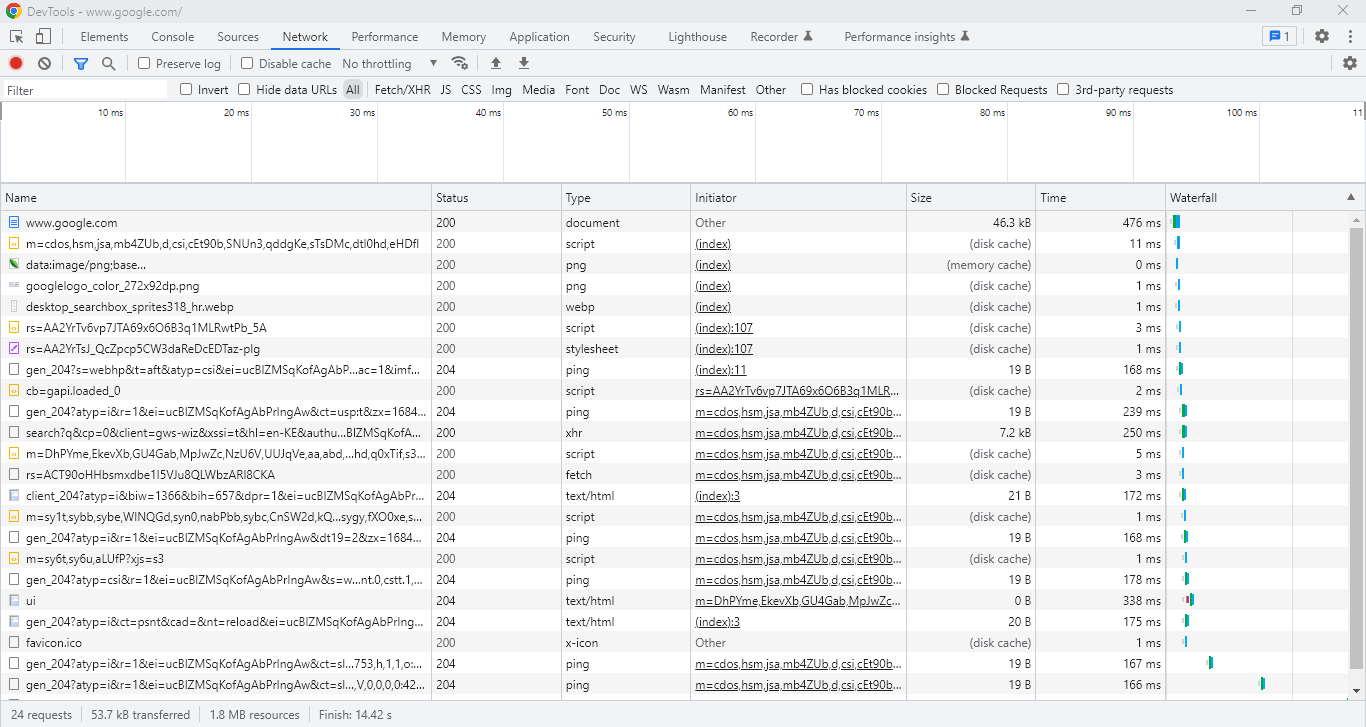 DevTools - www.google.com/
Elements Console Sources Network Performance Memory Application Security Lighthouse Recorder Performance insights 1
Preserve log Disable cache No throttling
Filter Invert Hide data URLs All Fetch/XHR JS CSS Img Media Font Doc WS Wasm Manifest Other Has blocked cookies Blocked Requests 3rd-party requests
10 ms 20 ms 30 ms 40 ms 50 ms 60 ms 70 ms 80 ms 90 ms 100 ms 11
Name Status Type Initiator Size Time Waterfall
www.google.com 200 document Other 46.3 kB 476 ms
m=cdos,hsm,jsa,mb4ZUb,d,csi,cEt90b,SNUn3,qddgKe,sTsDMc,dtl0hd,eHDfl 200 script (index) (disk cache) 11 ms
data:image/png;base... 200 png (index) (memory cache) 0 ms
googlelogo_color_272x92dp.png 200 png (index) (disk cache) 1 ms
desktop_searchbox_sprites318_hr.webp 200 webp (index) (disk cache) 1 ms
rs=AA2YrTv6vp7JTA69x6O6B3q1MLRwtPb_5A 200 script (index):107 (disk cache) 3 ms
rs=AA2YrTsJ_QcZpcp5CW3daReDcEDTaz-plg 200 stylesheet (index):107 (disk cache) 1 ms
gen_204?s=webhp&t=aft&atyp=csi&ei=ucBIZMSqKofAgAbP...ac=1&imf... 204 ping (index):11 19 B 168 ms
cb=gapi.loaded_0 200 script rs=AA2YrTv6vp7JTA69x6O6B3q1MLR... (disk cache) 2 ms
gen_204?atyp=i&r=1&ei=ucBIZMSqKofAgAbPrIngAw&ct=usp:t&zx=1684... 204 ping m=cdos,hsm,jsa,mb4ZUb,d,csi,cEt90b... 19 B 239 ms
search?q&cp=0&client=gws-wiz&xssi=t&hl=en-KE&authu...BIZMSqKofA... 200 xhr m=cdos,hsm,jsa,mb4ZUb,d,csi,cEt90b... 7.2 kB 250 ms
m=DhPYme,EkevXb,GU4Gab,MpJwZc,NzU6V,UUJqVe,aa,abd,...hd,q0xTif,s3... 200 script m=cdos,hsm,jsa,mb4ZUb,d,csi,cEt90b... (disk cache) 5 ms
rs=ACT90oHHbsmxdbe1I5VJu8QLWbzARI8CKA 200 fetch m=cdos,hsm,jsa,mb4ZUb,d,csi,cEt90b... (disk cache) 3 ms
client_204?atyp=i&biw=1366&bih=657&dpr=1&ei=ucBIZMSqKofAgAbPr... 204 text/html (index):3 21 B 172 ms
m=sy1t,sybb,sybe,WlNQGd,syn0,nabPbb,sybc,CnSW2d,kQ...sygy,fXO0xe,s... 200 script m=cdos,hsm,jsa,mb4ZUb,d,csi,cEt90b... (disk cache) 1 ms
gen_204?atyp=i&r=1&ei=ucBIZMSqKofAgAbPrIngAw&dt19=2&zx=1684... 204 ping m=cdos,hsm,jsa,mb4ZUb,d,csi,cEt90b... 19 B 168 ms
m=sy6t,sy6u,aLUfP?xjs=s3 200 script m=cdos,hsm,jsa,mb4ZUb,d,csi,cEt90b... (disk cache) 1 ms
gen_204?atyp=csi&r=1&ei=ucBIZMSqKofAgAbPrIngAw&s=w...nt.0,cstt.1,... 204 ping m=cdos,hsm,jsa,mb4ZUb,d,csi,cEt90b... 19 B 178 ms
ui 204 text/html m=DhPYme,EkevXb,GU4Gab,MpJwZc... 0 B 338 ms
gen_204?atyp=i&ct=psnt&cad=&nt=reload&ei=ucBIZMSqKofAgAbPrIng... 204 text/html (index):3 20 B 175 ms
favicon.ico 200 x-icon Other (disk cache) 1 ms
gen_204?atyp=i&r=1&ei=ucBIZMSqKofAgAbPrIngAw&ct=sl...753,h,1,1,o:... 204 ping m=cdos,hsm,jsa,mb4ZUb,d,csi,cEt90b... 19 B 167 ms
gen_204?atyp=i&r=1&ei=ucBIZMSqKofAgAbPrIngAw&ct=sl...,V,0,0,0,0:42... 204 ping m=cdos,hsm,jsa,mb4ZUb,d,csi,cEt90b... 19 B 166 ms
24 requests 53.7 kB transferred 1.8 MB resources Finish: 14.42 s